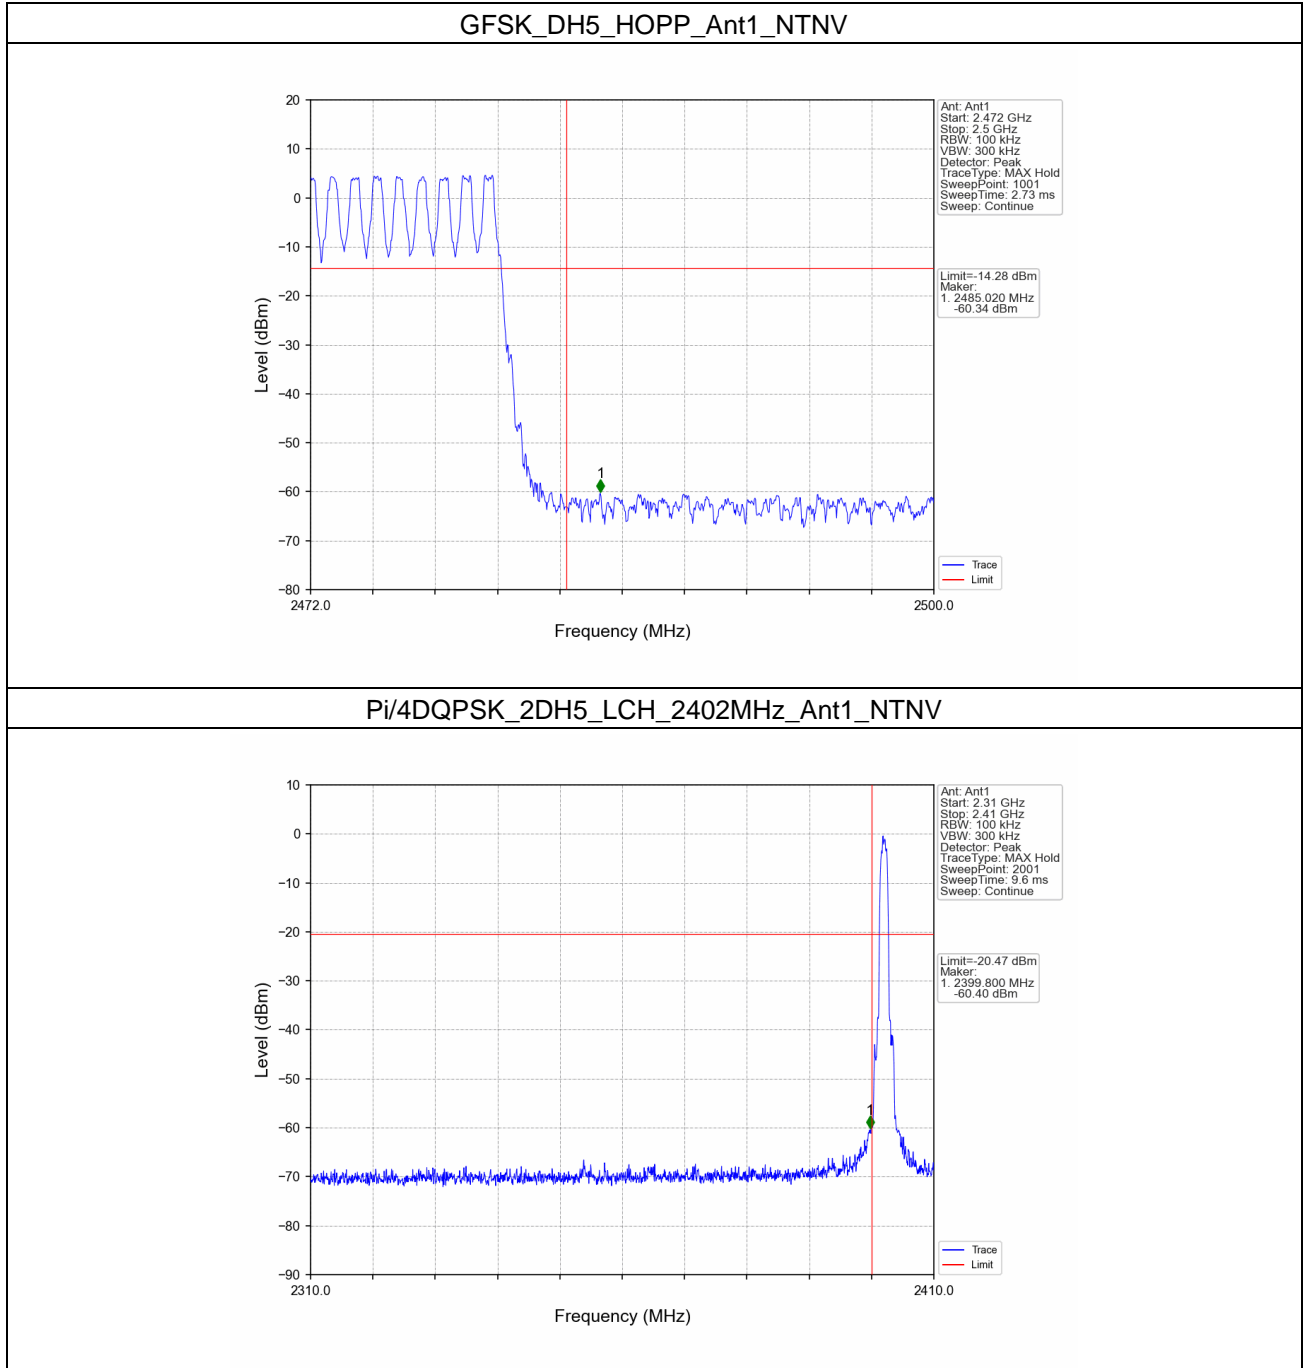 GFSK_DH5_HOPP_Ant1_NTNV
20
10
0
−10
−20
−30
−40
−50
−60
−70
−80
Level (dBm)
1
2472.0
2500.0
Frequency (MHz)
Ant: Ant1
Start: 2.472 GHz
Stop: 2.5 GHz
RBW: 100 kHz
VBW: 300 kHz
Detector: Peak
TraceType: MAX Hold
SweepPoint: 1001
SweepTime: 2.73 ms
Sweep: Continue
Limit=-14.28 dBm
Maker:
1. 2485.020 MHz
-60.34 dBm
Trace
Limit
Pi/4DQPSK_2DH5_LCH_2402MHz_Ant1_NTNV
10
0
−10
−20
−30
−40
−50
−60
−70
−80
−90
Level (dBm)
1
2310.0
2410.0
Frequency (MHz)
Ant: Ant1
Start: 2.31 GHz
Stop: 2.41 GHz
RBW: 100 kHz
VBW: 300 kHz
Detector: Peak
TraceType: MAX Hold
SweepPoint: 2001
SweepTime: 9.6 ms
Sweep: Continue
Limit=-20.47 dBm
Maker:
1. 2399.800 MHz
-60.40 dBm
Trace
Limit